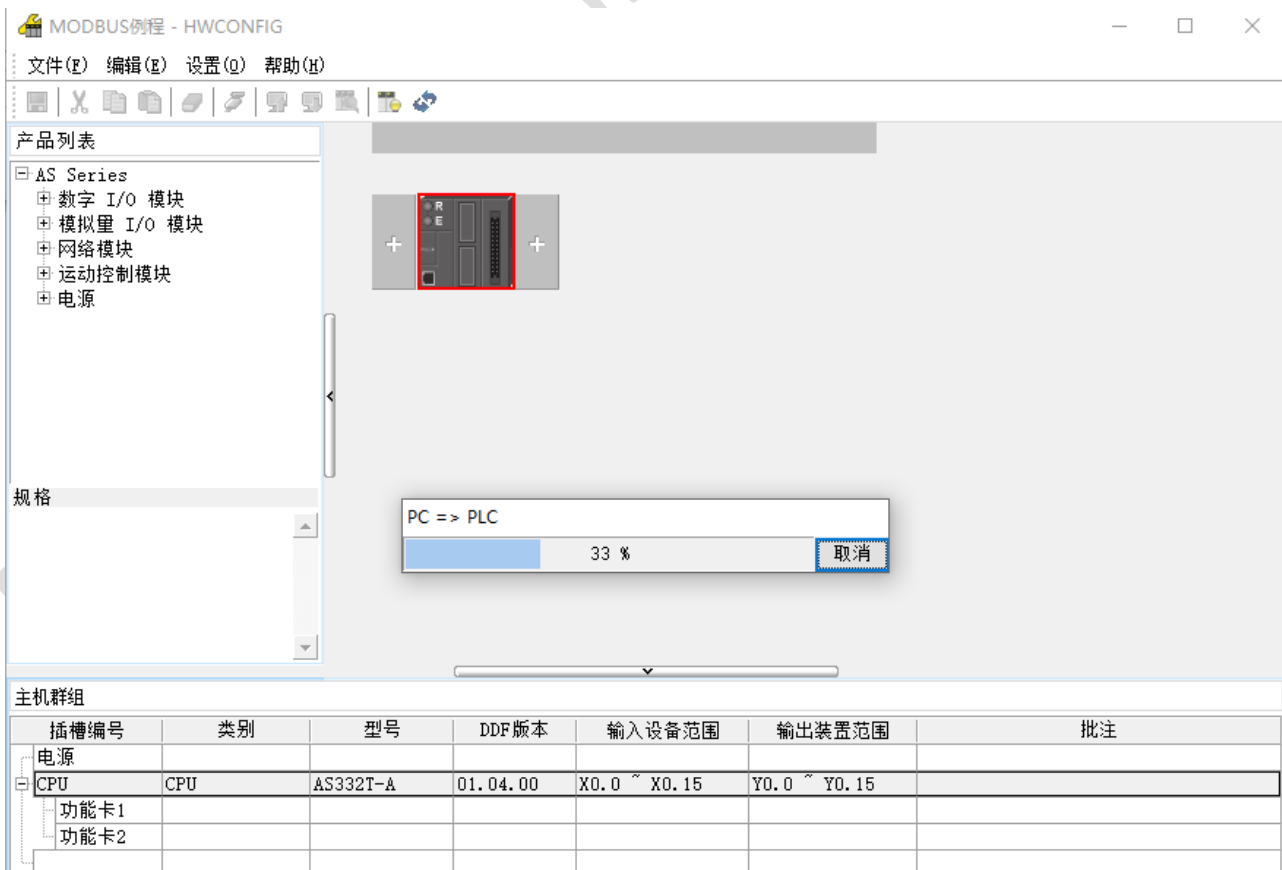 MODBUS例程 - HWCONFIG
文件(F) 编辑(E) 设置(O) 帮助(H)
产品列表
AS Series
数字 I/O 模块
模拟量 I/O 模块
网络模块
运动控制模块
电源
R
E
规格
PC => PLC
33 %
取消
主机群组
插槽编号 类别 型号 DDF版本 输入设备范围 输出装置范围 批注
电源
CPU CPU AS332T-A 01.04.00 X0.0 ~ X0.15 Y0.0 ~ Y0.15
功能卡1
功能卡2